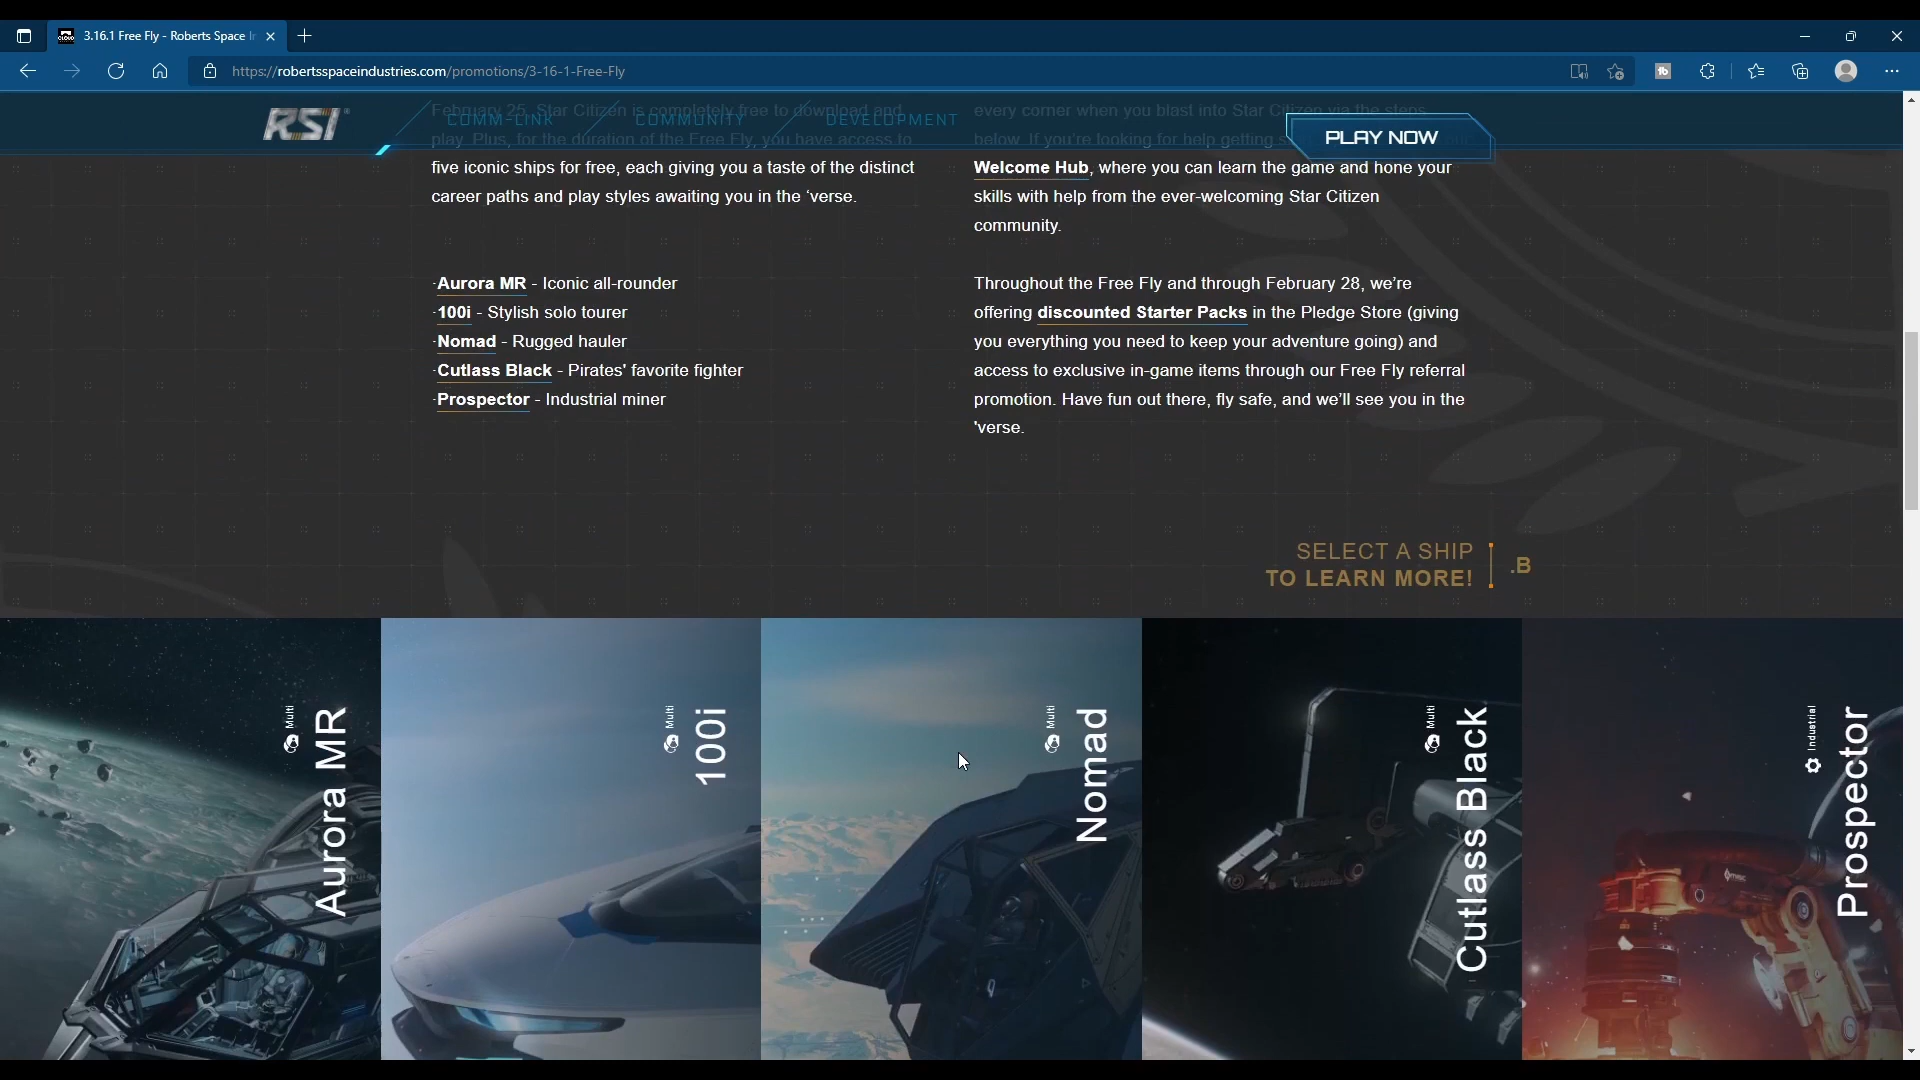 3.16.1 Free Fly - Roberts Space In
https://robertsspaceindustries.com/promotions/3-16-1-Free-Fly
RSI
COMM-LINK
COMMUNITY
DEVELOPMENT
PLAY NOW
February 25, Star Citizen is completely free to download and
play. Plus, for the duration of the Free Fly, you have access to
five iconic ships for free, each giving you a taste of the distinct
career paths and play styles awaiting you in the ‘verse.
·Aurora MR - Iconic all-rounder
·100i - Stylish solo tourer
·Nomad - Rugged hauler
·Cutlass Black - Pirates' favorite fighter
·Prospector - Industrial miner
every corner when you blast into Star Citizen via the steps
below. If you're looking for help getting
Welcome Hub, where you can learn the game and hone your
skills with help from the ever-welcoming Star Citizen
community.
Throughout the Free Fly and through February 28, we’re
offering discounted Starter Packs in the Pledge Store (giving
you everything you need to keep your adventure going) and
access to exclusive in-game items through our Free Fly referral
promotion. Have fun out there, fly safe, and we’ll see you in the
'verse.
SELECT A SHIP
TO LEARN MORE!
.B
Multi
Aurora MR
Multi
100i
Multi
Nomad
Multi
Cutlass Black
Industrial
Prospector